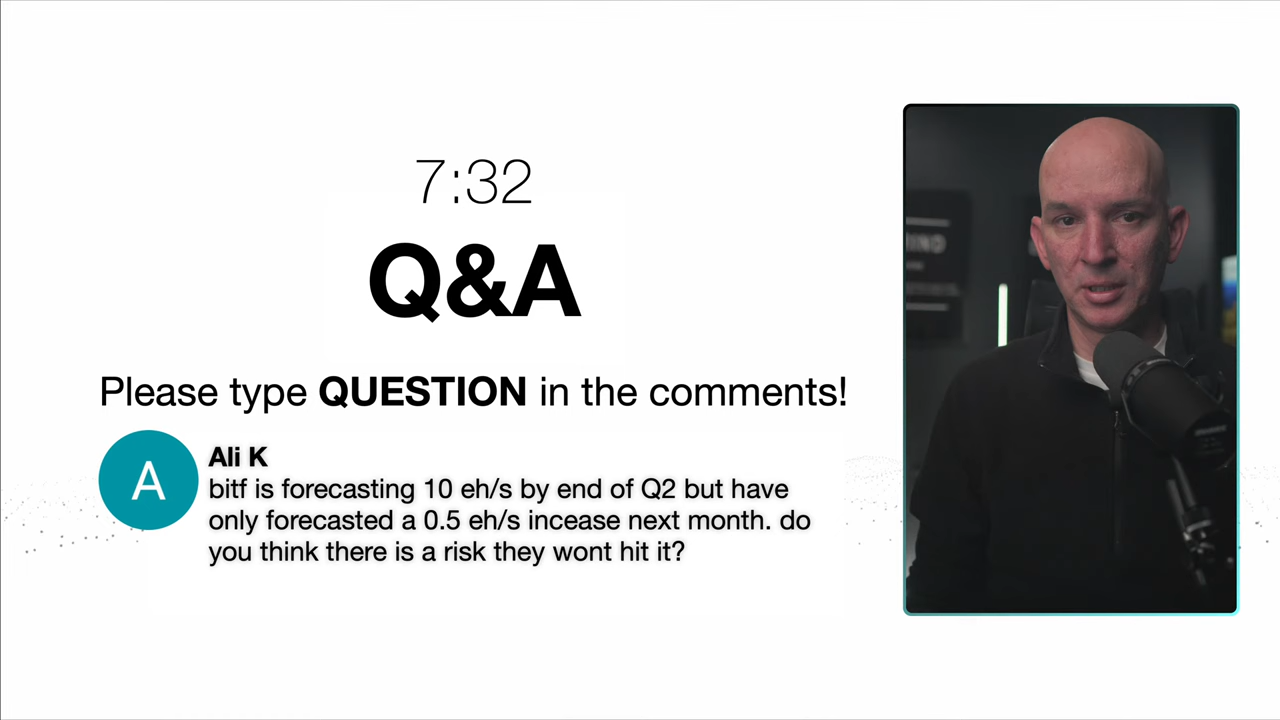 7:32
Q&A
Please type QUESTION in the comments!
A
Ali K
bitf is forecasting 10 eh/s by end of Q2 but have
only forecasted a 0.5 eh/s incease next month. do
you think there is a risk they wont hit it?